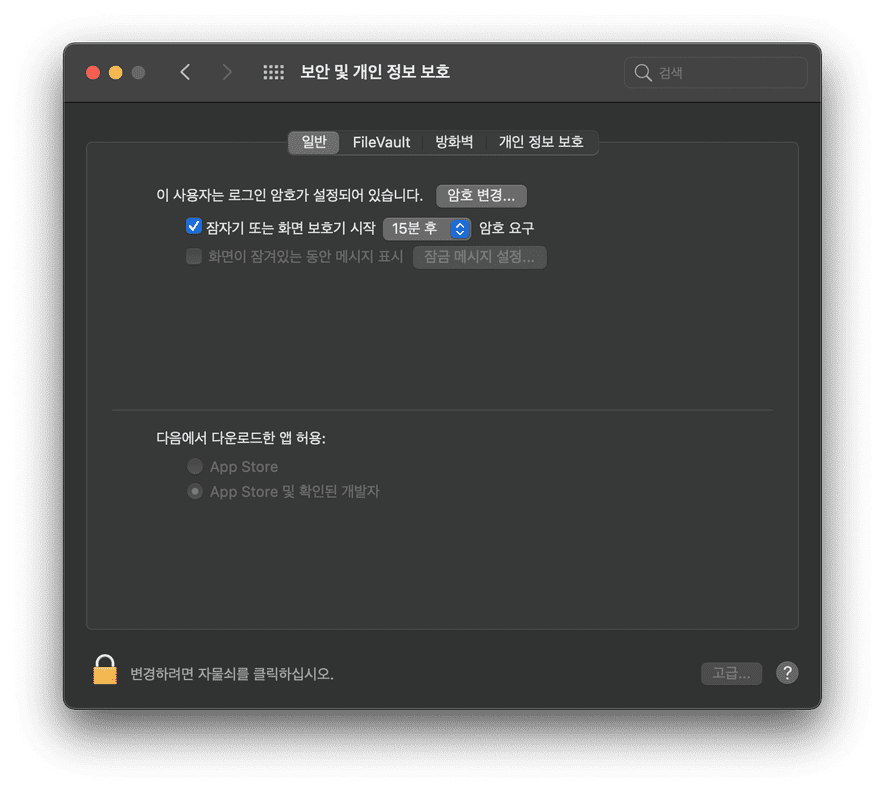 보안 및 개인 정보 보호
검색
일반 FileVault 방화벽 개인 정보 보호
이 사용자는 로그인 암호가 설정되어 있습니다. 암호 변경...
잠자기 또는 화면 보호기 시작 15분 후 암호 요구
화면이 잠겨있는 동안 메시지 표시 잠금 메시지 설정...
다음에서 다운로드한 앱 허용:
App Store
App Store 및 확인된 개발자
변경하려면 자물쇠를 클릭하십시오.
고급... ?